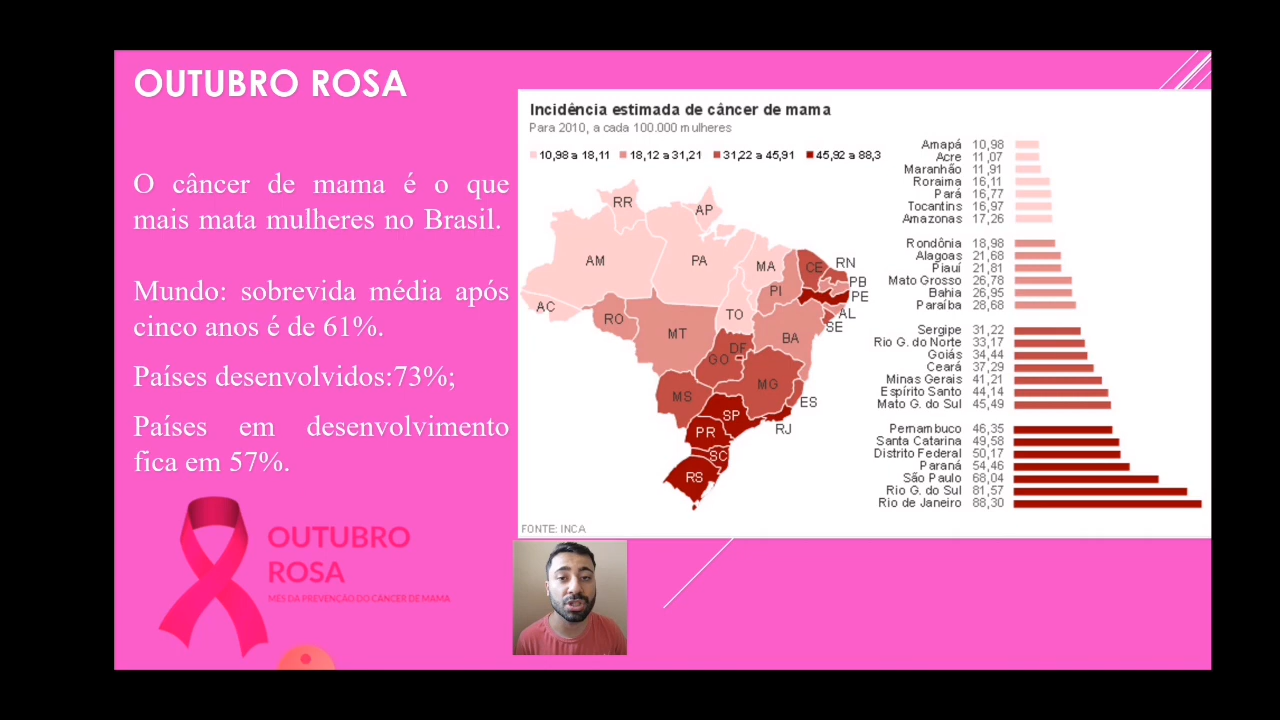 OUTUBRO ROSA
O câncer de mama é o que
mais mata mulheres no Brasil.
Mundo: sobrevida média após
cinco anos é de 61%.
Países desenvolvidos:73%;
Países em desenvolvimento
fica em 57%.
OUTUBRO
ROSA
MÊS DA PREVENÇÃO DO CANCER DE MAMA
Incidência estimada de câncer de mama
Para 2010, a cada 100.000 mulheres
10,98 a 18,11 18,12 a 31,21 31,22 a 45,91 45,92 a 88,3
RR
AP
AM
PA
MA
CE
RN
PB
PE
PI
AL
SE
AC
RO
TO
MT
BA
DF
GO
MG
MS
ES
SP
RJ
PR
SC
RS
Amapá 10,98
Acre 11,07
Maranhão 11,91
Roraima 16,11
Pará 16,77
Tocantins 16,97
Amazonas 17,26
Rondônia 18,98
Alagoas 21,68
Piauí 21,81
Mato Grosso 26,78
Bahia 26,95
Paraíba 28,68
Sergipe 31,22
Rio G. do Norte 33,17
Goiás 34,44
Ceará 37,29
Minas Gerais 41,21
Espírito Santo 44,14
Mato G. do Sul 45,49
Pernambuco 46,35
Santa Catarina 49,58
Distrito Federal 50,17
Paraná 54,46
São Paulo 68,04
Rio G. do Sul 81,57
Rio de Janeiro 88,30
FONTE: INCA